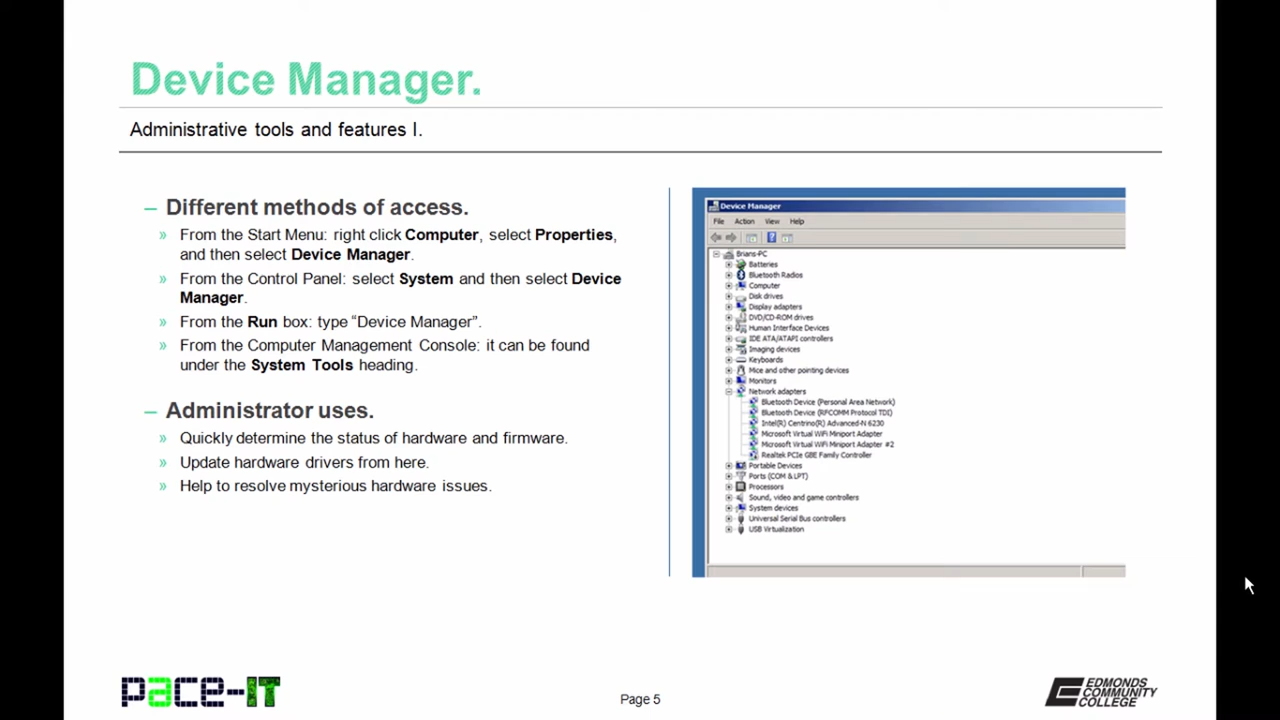 Device Manager.
Administrative tools and features I.
– Different methods of access.
» From the Start Menu: right click Computer, select Properties,
and then select Device Manager.
» From the Control Panel: select System and then select Device
Manager.
» From the Run box: type “Device Manager”.
» From the Computer Management Console: it can be found
under the System Tools heading.
– Administrator uses.
» Quickly determine the status of hardware and firmware.
» Update hardware drivers from here.
» Help to resolve mysterious hardware issues.
Device Manager
File Action View Help
Brians-PC
Batteries
Bluetooth Radios
Computer
Disk drives
Display adapters
DVD/CD-ROM drives
Human Interface Devices
IDE ATA/ATAPI controllers
Imaging devices
Keyboards
Mice and other pointing devices
Monitors
Network adapters
Bluetooth Device (Personal Area Network)
Bluetooth Device (RFCOMM Protocol TDI)
Intel(R) Centrino(R) Advanced-N 6230
Microsoft Virtual WiFi Miniport Adapter
Microsoft Virtual WiFi Miniport Adapter #2
Realtek PCIe GBE Family Controller
Portable Devices
Ports (COM & LPT)
Processors
Sound, video and game controllers
System devices
Universal Serial Bus controllers
USB Virtualization
pace-IT
Page 5
EDMONDS
COMMUNITY
COLLEGE